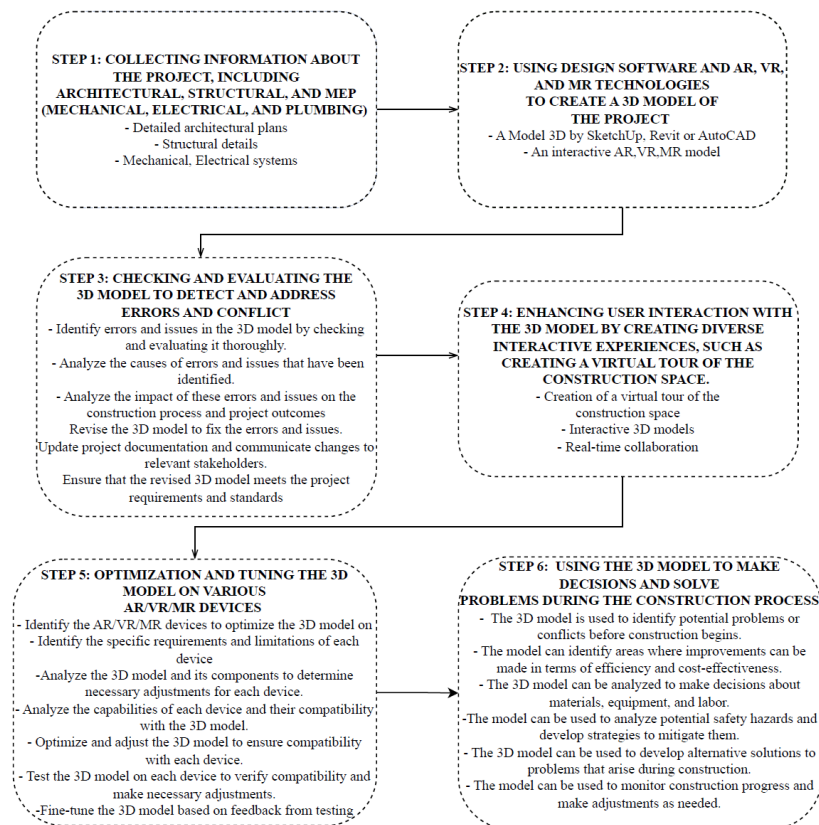 STEP 1: COLLECTING INFORMATION ABOUT
THE PROJECT, INCLUDING
ARCHITECTURAL, STRUCTURAL, AND MEP
(MECHANICAL, ELECTRICAL, AND PLUMBING)
- Detailed architectural plans
- Structural details
- Mechanical, Electrical systems
STEP 2: USING DESIGN SOFTWARE AND AR, VR,
AND MR TECHNOLOGIES
TO CREATE A 3D MODEL OF
THE PROJECT
- A Model 3D by SketchUp, Revit or AutoCAD
- An interactive AR,VR,MR model
STEP 3: CHECKING AND EVALUATING THE
3D MODEL TO DETECT AND ADDRESS
ERRORS AND CONFLICT
- Identify errors and issues in the 3D model by checking
and evaluating it thoroughly.
- Analyze the causes of errors and issues that have been
identified.
- Analyze the impact of these errors and issues on the
construction process and project outcomes
Revise the 3D model to fix the errors and issues.
Update project documentation and communicate changes to
relevant stakeholders.
Ensure that the revised 3D model meets the project
requirements and standards
STEP 4: ENHANCING USER INTERACTION WITH
THE 3D MODEL BY CREATING DIVERSE
INTERACTIVE EXPERIENCES, SUCH AS
CREATING A VIRTUAL TOUR OF THE
CONSTRUCTION SPACE.
- Creation of a virtual tour of the
construction space
- Interactive 3D models
- Real-time collaboration
STEP 5: OPTIMIZATION AND TUNING THE 3D
MODEL ON VARIOUS
AR/VR/MR DEVICES
- Identify the AR/VR/MR devices to optimize the 3D model on
- Identify the specific requirements and limitations of each
device
- Analyze the 3D model and its components to determine
necessary adjustments for each device.
- Analyze the capabilities of each device and their compatibility
with the 3D model.
- Optimize and adjust the 3D model to ensure compatibility
with each device.
- Test the 3D model on each device to verify compatibility and
make necessary adjustments.
-Fine-tune the 3D model based on feedback from testing
STEP 6: USING THE 3D MODEL TO MAKE
DECISIONS AND SOLVE
PROBLEMS DURING THE CONSTRUCTION PROCESS
- The 3D model is used to identify potential problems or
conflicts before construction begins.
- The model can identify areas where improvements can be
made in terms of efficiency and cost-effectiveness.
- The 3D model can be analyzed to make decisions about
materials, equipment, and labor.
-The model can be used to analyze potential safety hazards and
develop strategies to mitigate them.
- The 3D model can be used to develop alternative solutions to
problems that arise during construction.
- The model can be used to monitor construction progress and
make adjustments as needed.